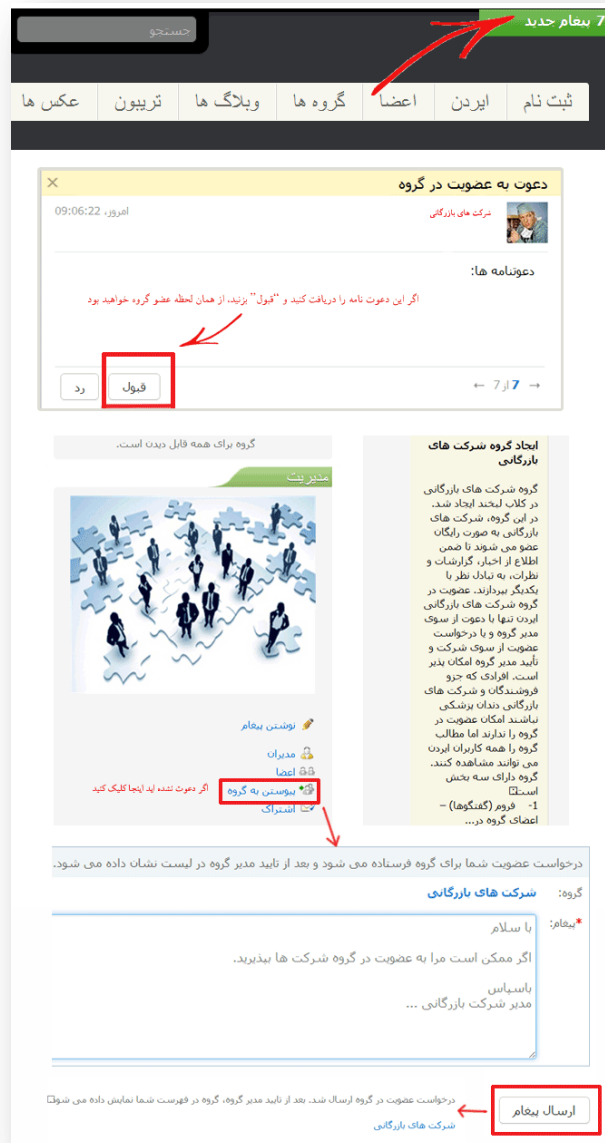 7 پیغام جدید
جستجو
ثبت نام
ایردن
اعضا
گروه ها
وبلاگ ها
تریبون
عکس ها
دعوت به عضویت در گروه
شرکت های بازرگانی
امروز، 09:06:22
دعوتنامه ها:
اگر این دعوت نامه را دریافت کنید و "قبول" بزنید، از همان لحظه عضو گروه خواهید بود
→ 7 از 7 ←
قبول
رد
ایجاد گروه شرکت های
بازرگانی
گروه شرکت های بازرگانی
در کلاب لبخند ایجاد شد.
در این گروه، شرکت های
بازرگانی به صورت رایگان
عضو می شوند تا ضمن
اطلاع از اخبار، گزارشات و
نظرات، به تبادل نظر با
یکدیگر بپردازند. عضویت در
گروه شرکت های بازرگانی
ایردن تنها با دعوت از سوی
مدیر گروه و یا درخواست
عضویت از سوی شرکت و
تأیید مدیر گروه امکان پذیر
است. افرادی که جزو
فروشندگان و شرکت های
بازرگانی دندان پزشکی
نباشند امکان عضویت در
گروه را ندارند اما مطالب
گروه را همه کاربران ایردن
می توانند مشاهده کنند.
گروه دارای سه بخش
است
1- فروم (گفتگوها) –
اعضای گروه در...
گروه برای همه قابل دیدن است.
مدیریت
نوشتن پیغام
مدیران
اعضا
پیوستن به گروه
اگر دعوت نشده اید اینجا کلیک کنید
اشتراک
درخواست عضویت شما برای گروه فرستاده می شود و بعد از تایید مدیر گروه در لیست نشان داده می شود.
گروه: شرکت های بازرگانی
*پیغام:
با سلام
اگر ممکن است مرا به عضویت در گروه شرکت ها بپذیرید.
باسپاس
مدیر شرکت بازرگانی ...
ارسال پیغام
درخواست عضویت در گروه ارسال شد. بعد از تایید مدیر گروه، گروه در فهرست شما نمایش داده می شود
شرکت های بازرگانی